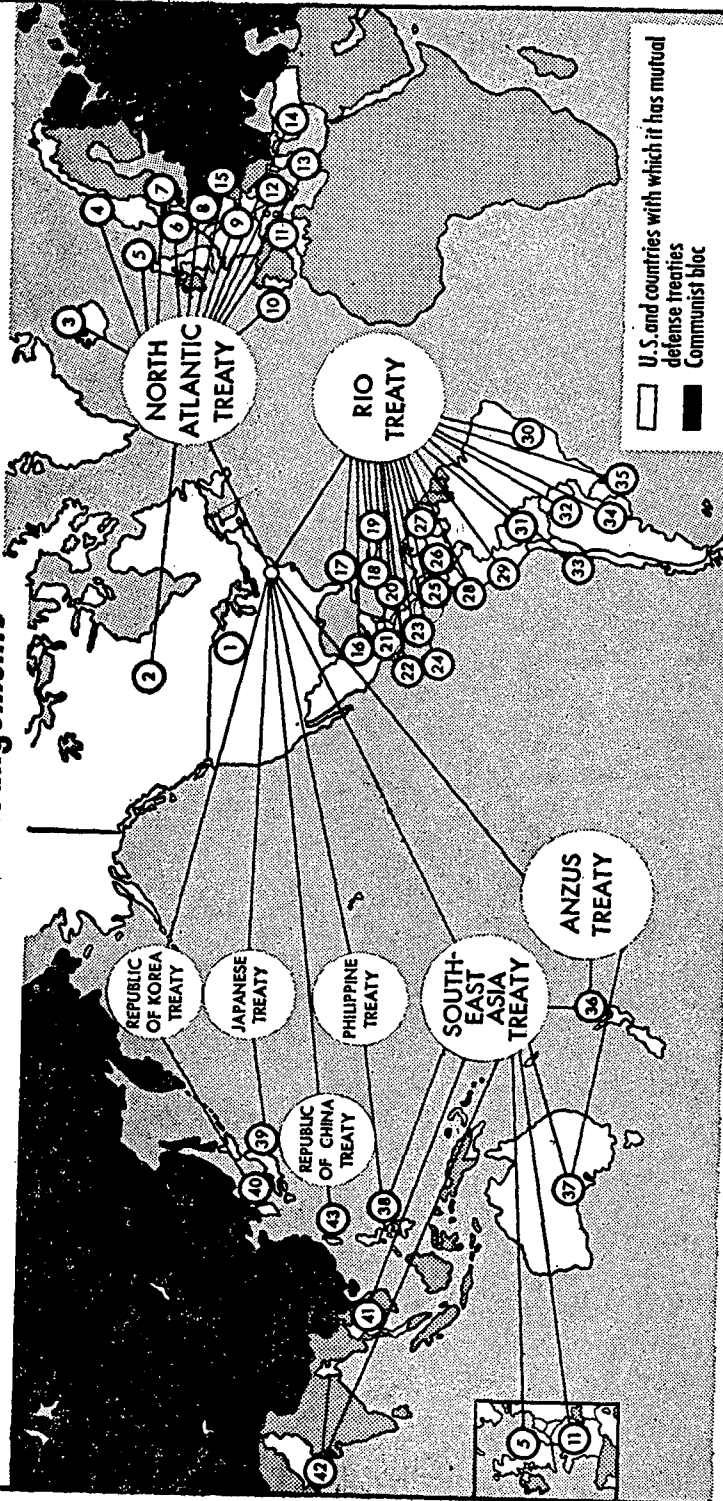 NORTH
ATLANTIC
TREATY
RIO
TREATY
REPUBLIC
OF KOREA
TREATY
JAPANESE
TREATY
PHILIPPINE
TREATY
REPUBLIC
OF CHINA
TREATY
SOUTH-
EAST
ASIA
TREATY
ANZUS
TREATY
1
2
3
4
5
6
7
8
9
10
11
12
13
14
15
16
17
18
19
20
21
22
23
24
25
26
27
28
29
30
31
32
33
34
35
36
37
38
39
40
41
42
43
5
11
U.S. and countries with which it has mutual
defense treaties
Communist bloc